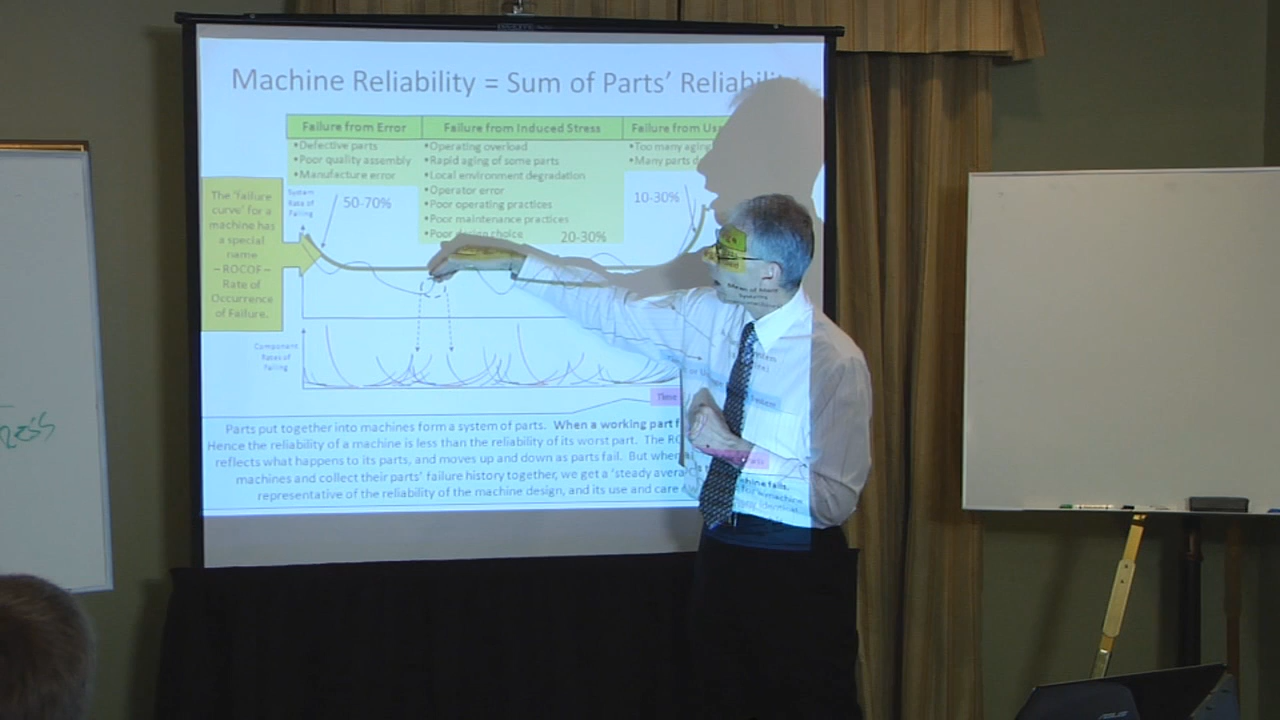 Machine Reliability = Sum of Parts' Reliability
Failure from Error
•Defective parts
•Poor quality assembly
•Manufacture error
50-70%
Failure from Induced Stress
•Operating overload
•Rapid aging of some parts
•Local environment degradation
•Operator error
•Poor operating practices
•Poor maintenance practices
•Poor design choice
20-30%
Failure from
•Too many aging
•Many parts
10-30%
The 'failure
curve' for a
machine has
a special
name
– ROCOF –
Rate of
Occurrence
of Failure.
System
Rate of
Failing
Component
Rates of
Failing
Time
Parts put together into machines form a system of parts. When a working part
Hence the reliability of a machine is less than the reliability of its worst part. The
reflects what happens to its parts, and moves up and down as parts fail. But when
machines and collect their parts' failure history together, we get a 'steady
representative of the reliability of the machine design, and its use and care